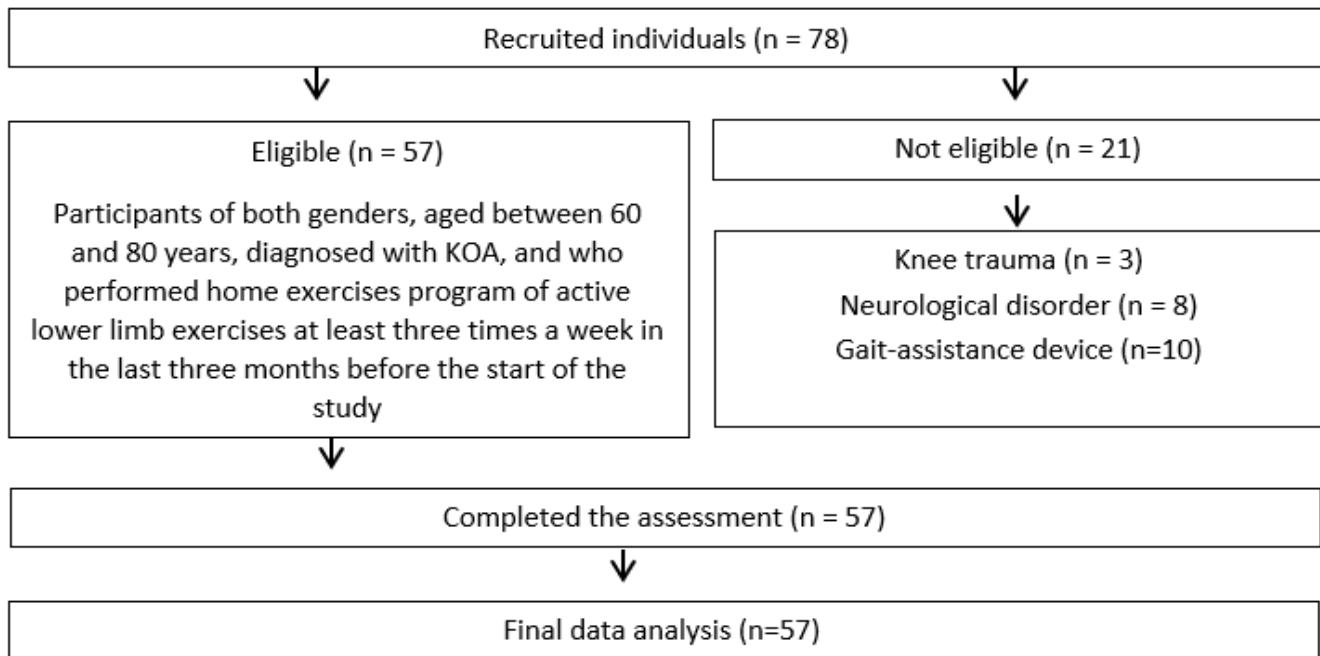 Recruited individuals (n = 78)
Eligible (n = 57)
Participants of both genders, aged between 60
and 80 years, diagnosed with KOA, and who
performed home exercises program of active
lower limb exercises at least three times a week in
the last three months before the start of the
study
Not eligible (n = 21)
Knee trauma (n = 3)
Neurological disorder (n = 8)
Gait-assistance device (n=10)
Completed the assessment (n = 57)
Final data analysis (n=57)